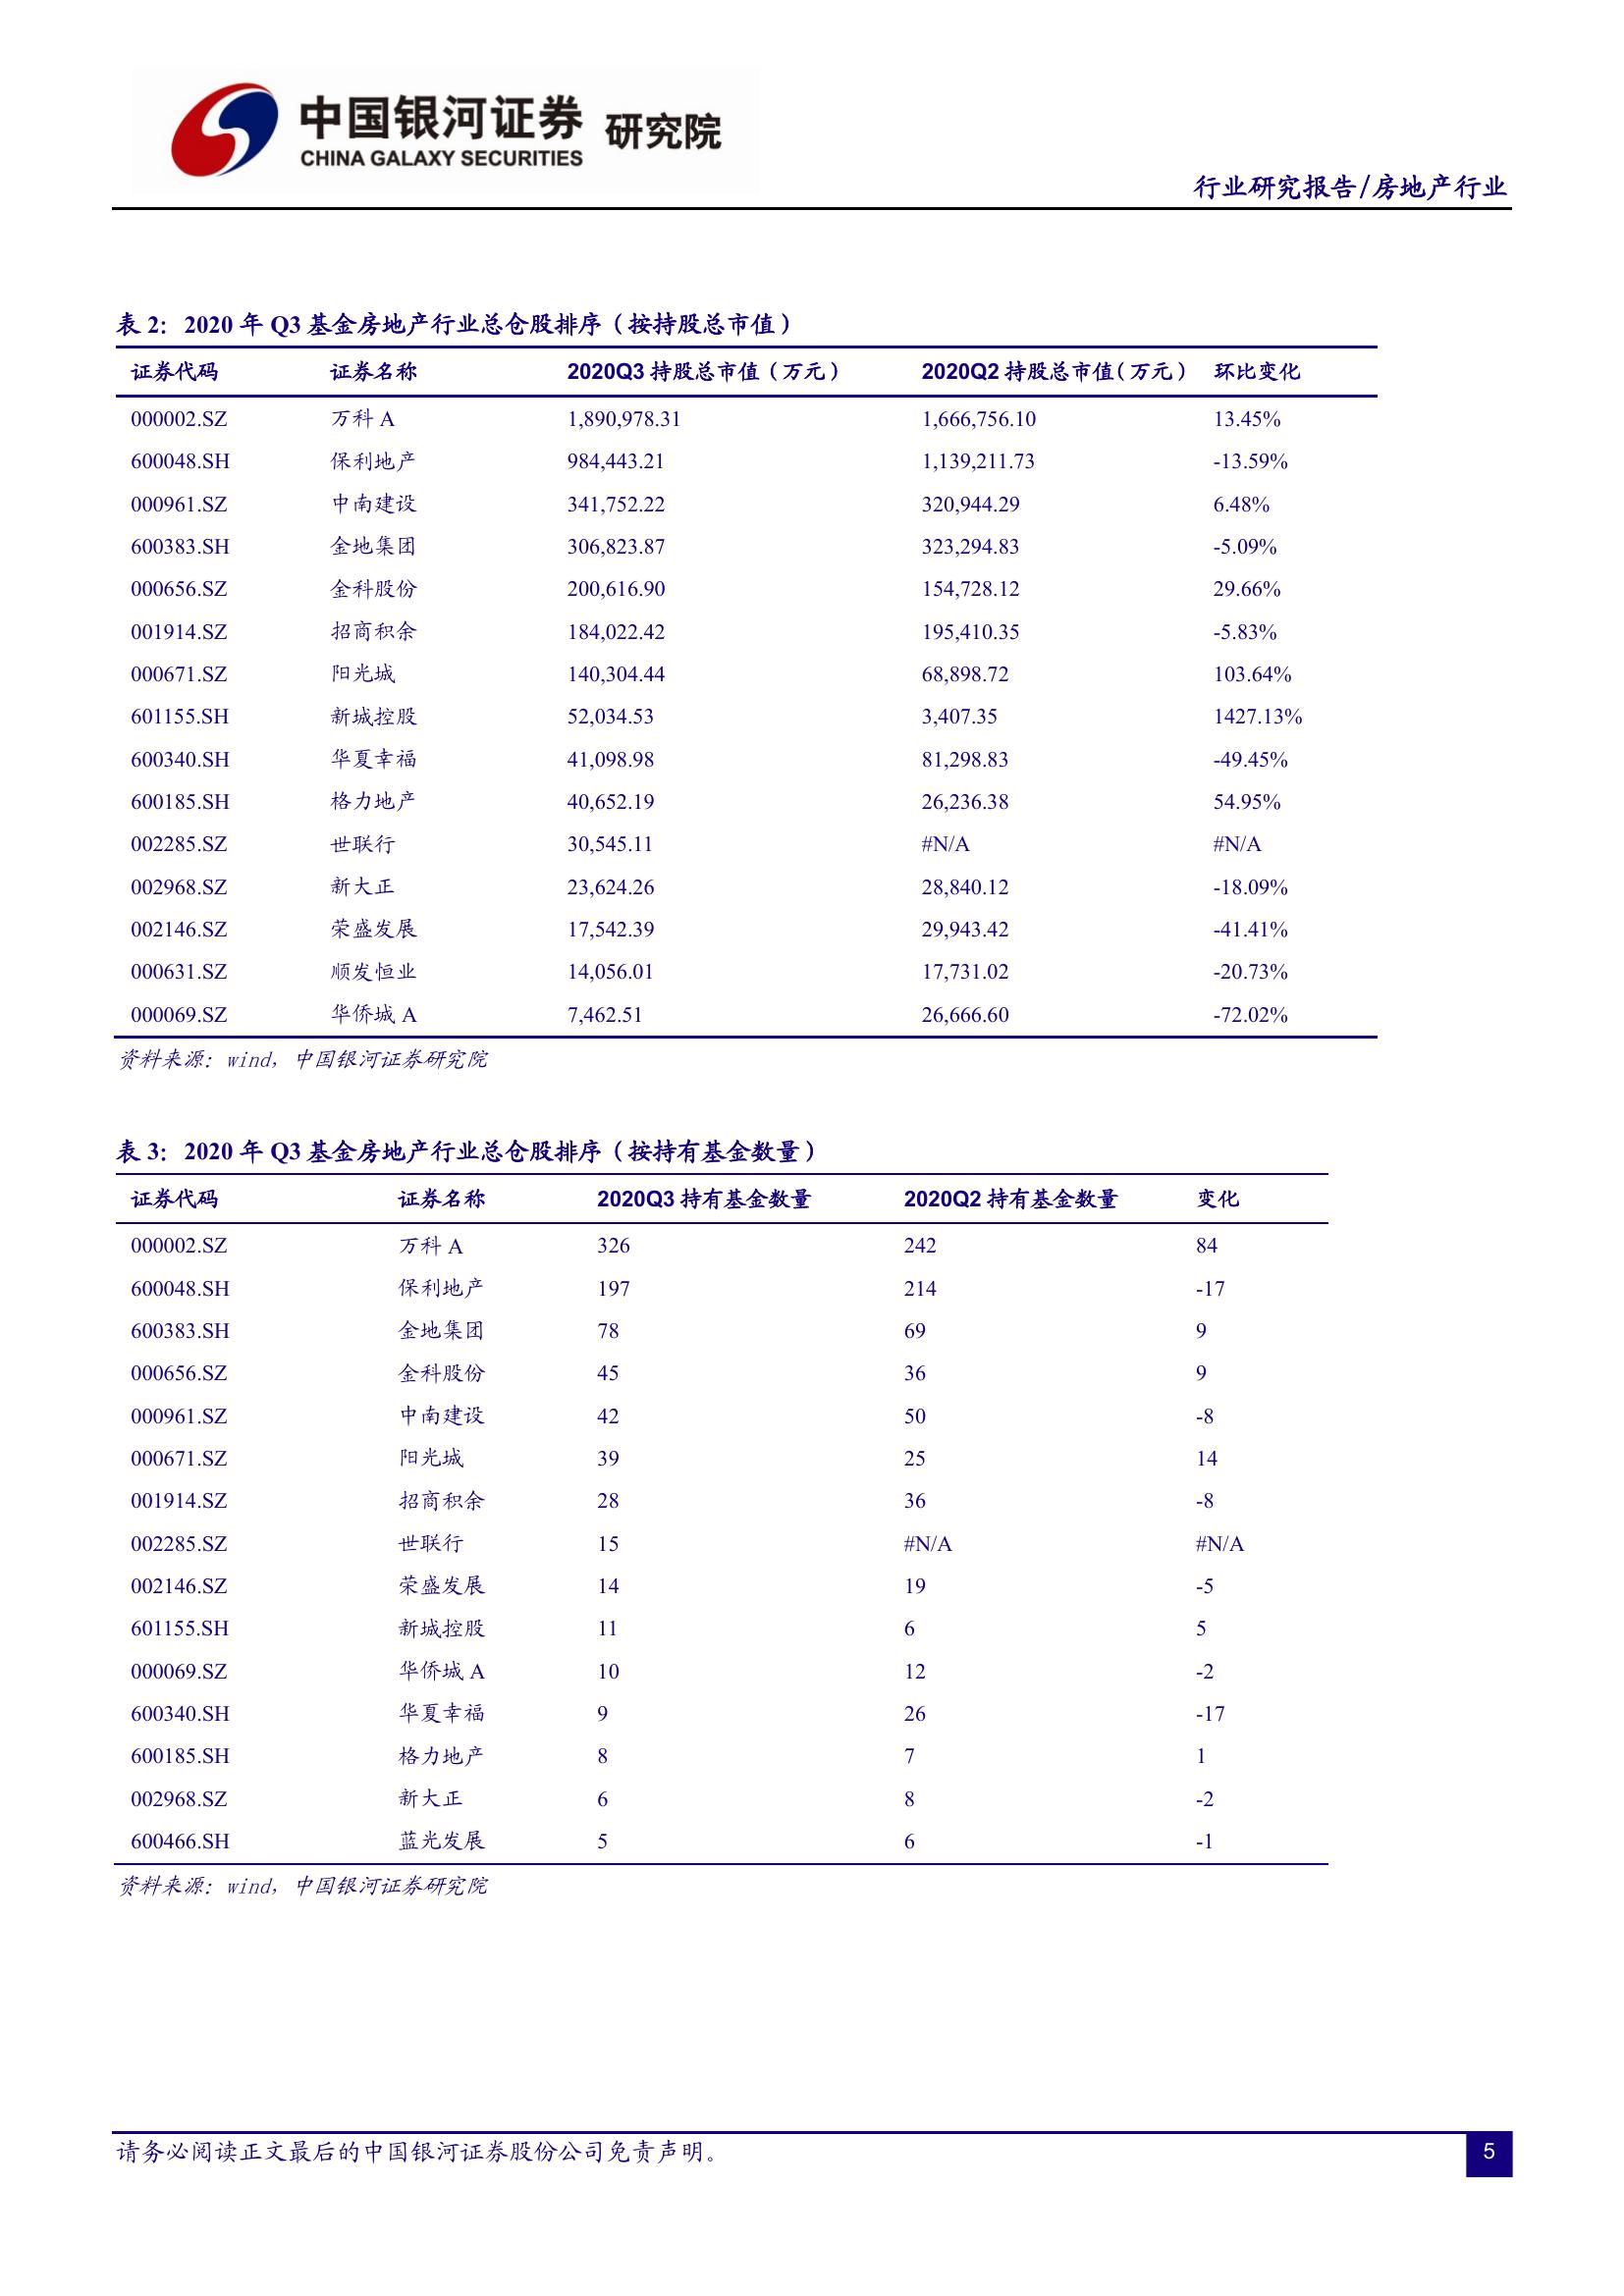 中国银河证券 研究院
CHINA GALAXY SECURITIES
行业研究报告/房地产行业
表 2：2020 年 Q3 基金房地产行业总仓股排序（按持股总市值）
证券代码 证券名称 2020Q3 持股总市值（万元） 2020Q2 持股总市值（万元） 环比变化
000002.SZ 万科 A 1,890,978.31 1,666,756.10 13.45%
600048.SH 保利地产 984,443.21 1,139,211.73 -13.59%
000961.SZ 中南建设 341,752.22 320,944.29 6.48%
600383.SH 金地集团 306,823.87 323,294.83 -5.09%
000656.SZ 金科股份 200,616.90 154,728.12 29.66%
001914.SZ 招商积余 184,022.42 195,410.35 -5.83%
000671.SZ 阳光城 140,304.44 68,898.72 103.64%
601155.SH 新城控股 52,034.53 3,407.35 1427.13%
600340.SH 华夏幸福 41,098.98 81,298.83 -49.45%
600185.SH 格力地产 40,652.19 26,236.38 54.95%
002285.SZ 世联行 30,545.11 #N/A #N/A
002968.SZ 新大正 23,624.26 28,840.12 -18.09%
002146.SZ 荣盛发展 17,542.39 29,943.42 -41.41%
000631.SZ 顺发恒业 14,056.01 17,731.02 -20.73%
000069.SZ 华侨城 A 7,462.51 26,666.60 -72.02%
资料来源：wind，中国银河证券研究院
表 3：2020 年 Q3 基金房地产行业总仓股排序（按持有基金数量）
证券代码 证券名称 2020Q3 持有基金数量 2020Q2 持有基金数量 变化
000002.SZ 万科 A 326 242 84
600048.SH 保利地产 197 214 -17
600383.SH 金地集团 78 69 9
000656.SZ 金科股份 45 36 9
000961.SZ 中南建设 42 50 -8
000671.SZ 阳光城 39 25 14
001914.SZ 招商积余 28 36 -8
002285.SZ 世联行 15 #N/A #N/A
002146.SZ 荣盛发展 14 19 -5
601155.SH 新城控股 11 6 5
000069.SZ 华侨城 A 10 12 -2
600340.SH 华夏幸福 9 26 -17
600185.SH 格力地产 8 7 1
002968.SZ 新大正 6 8 -2
600466.SH 蓝光发展 5 6 -1
资料来源：wind，中国银河证券研究院
请务必阅读正文最后的中国银河证券股份公司免责声明。
5